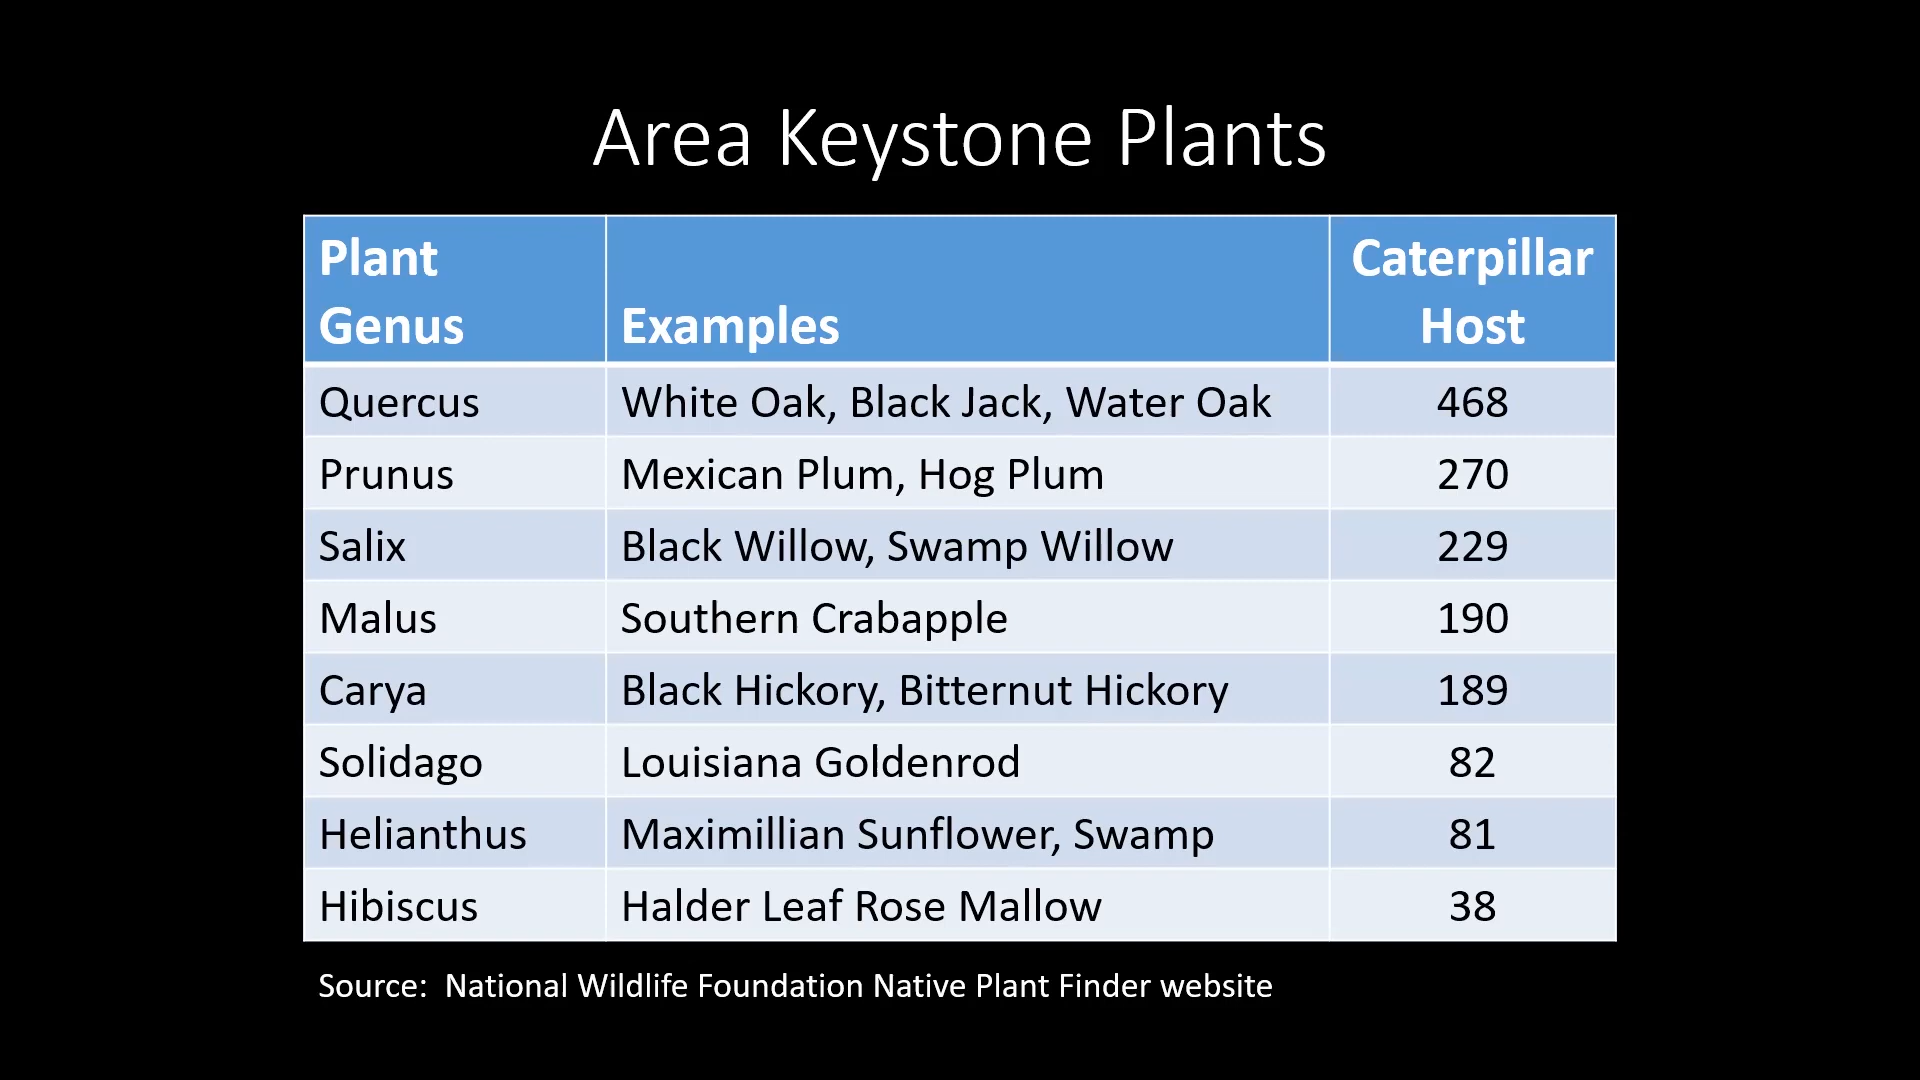 Area Keystone Plants
Plant Genus Examples Caterpillar Host
Quercus White Oak, Black Jack, Water Oak 468
Prunus Mexican Plum, Hog Plum 270
Salix Black Willow, Swamp Willow 229
Malus Southern Crabapple 190
Carya Black Hickory, Bitternut Hickory 189
Solidago Louisiana Goldenrod 82
Helianthus Maximillian Sunflower, Swamp 81
Hibiscus Halder Leaf Rose Mallow 38
Source: National Wildlife Foundation Native Plant Finder website